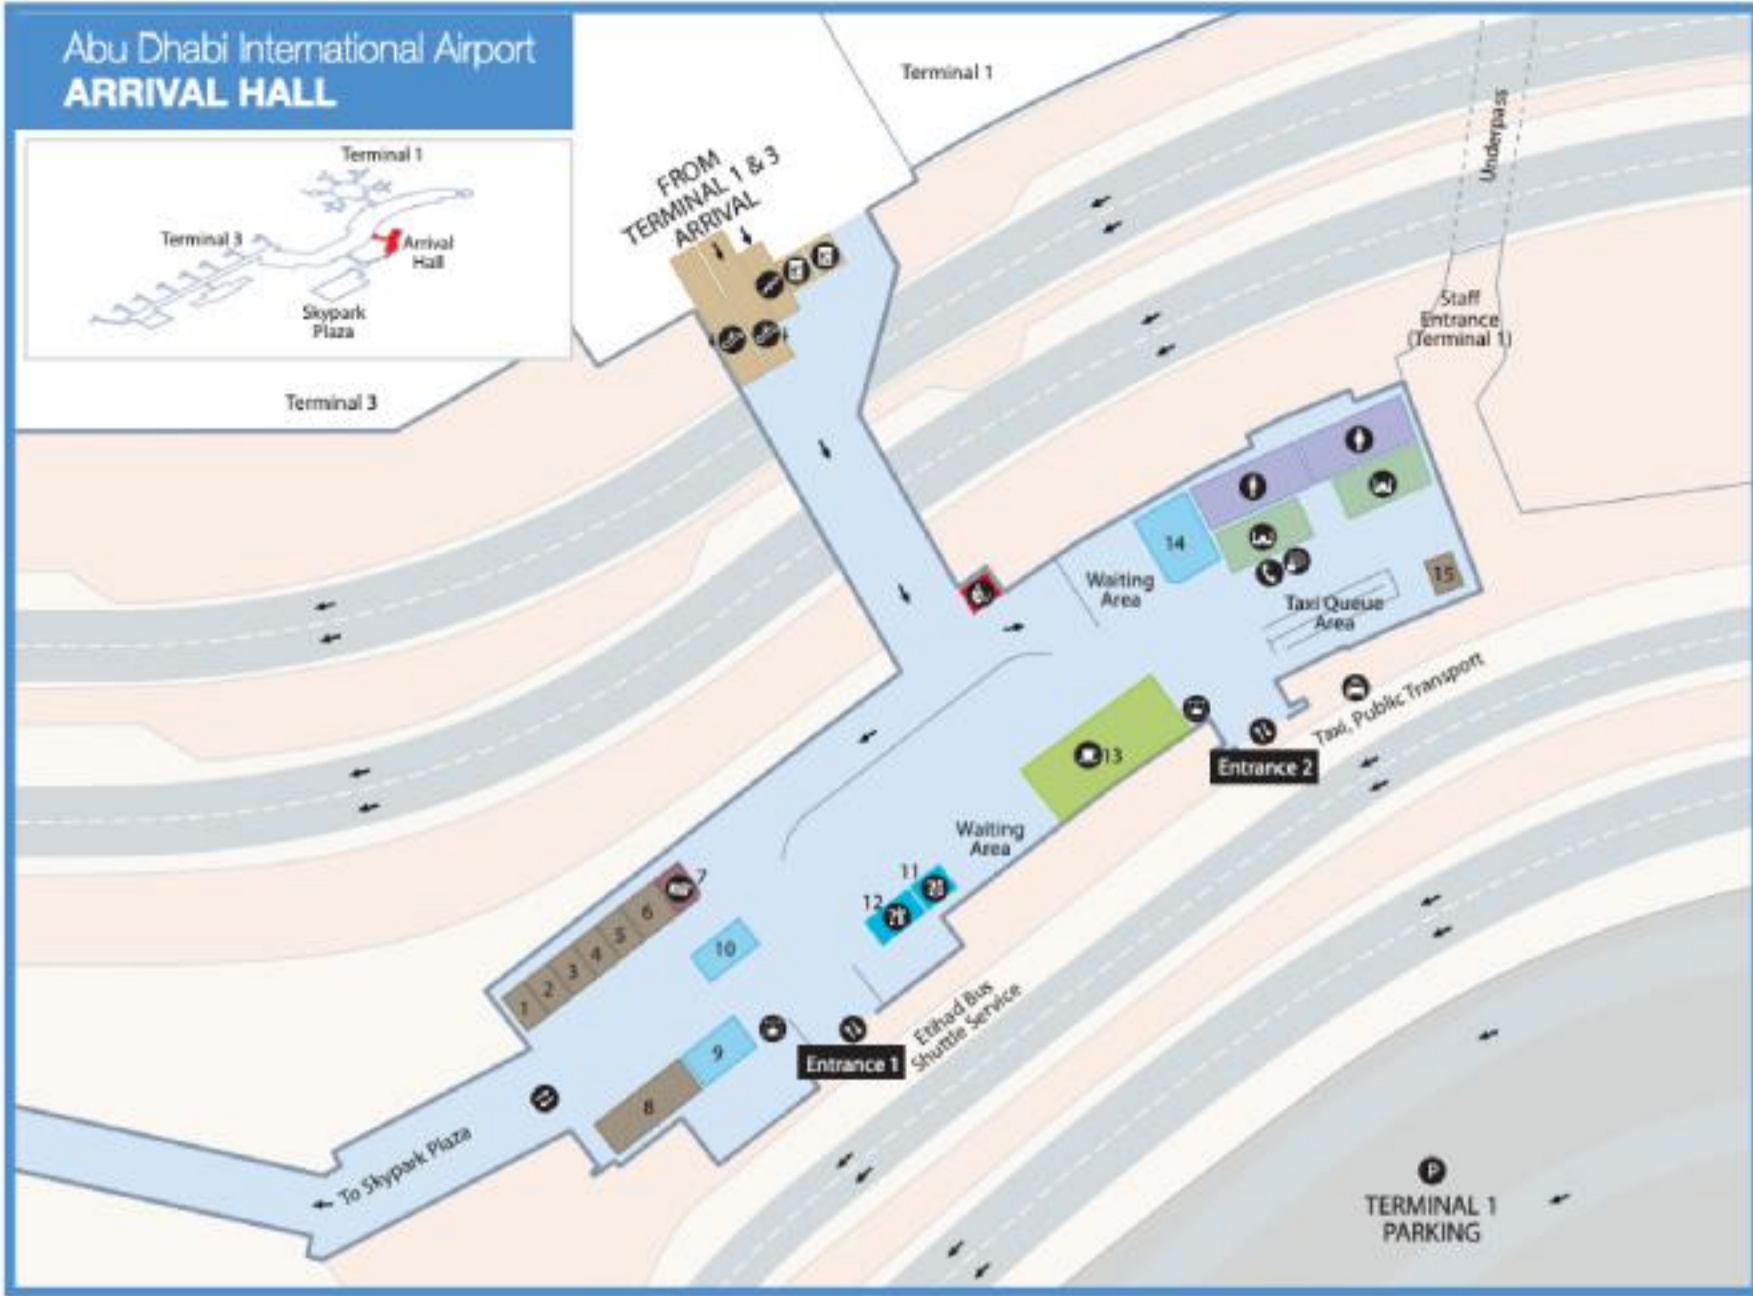 Abu Dhabi International Airport
ARRIVAL HALL
Terminal 1
Terminal 3
Arrival
Hall
Skypark
Plaza
Terminal 1
FROM
TERMINAL 1 & 3
ARRIVAL
Underpass
Staff
Entrance
(Terminal 1)
Terminal 3
14
Waiting
Area
15
Taxi Queue
Area
Taxi, Public Transport
13
Entrance 2
Waiting
Area
11
12
7
6
5
4
3
2
1
10
9
8
Entrance 1
Etihad Bus
Shuttle Service
To Skypark Plaza
P
TERMINAL 1
PARKING